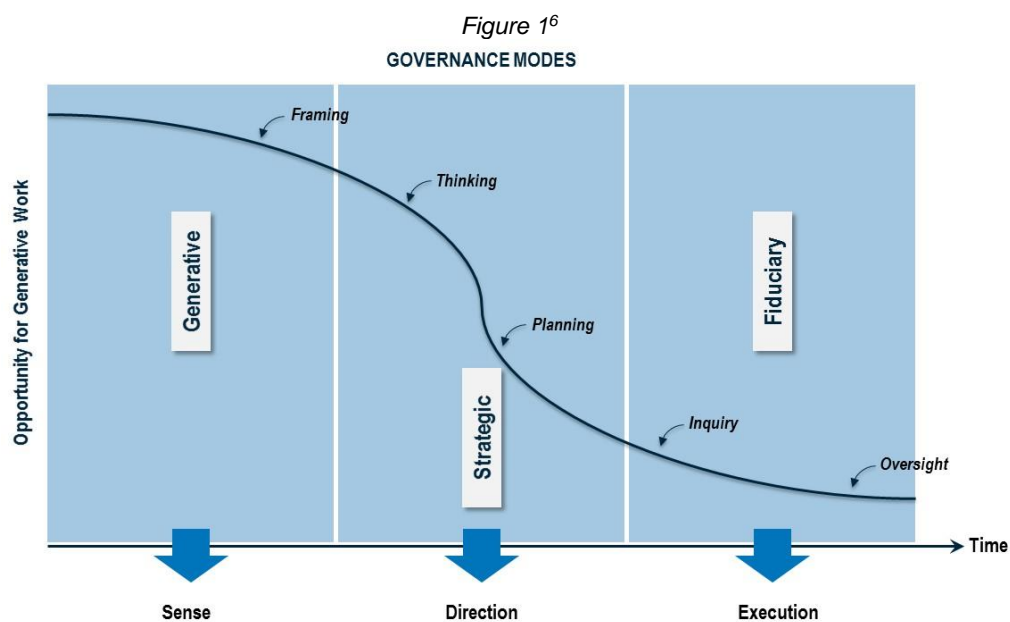 Figure 1⁶
GOVERNANCE MODES
Framing
Thinking
Generative
Fiduciary
Opportunity for Generative Work
Planning
Strategic
Inquiry
Oversight
Time
Sense
Direction
Execution